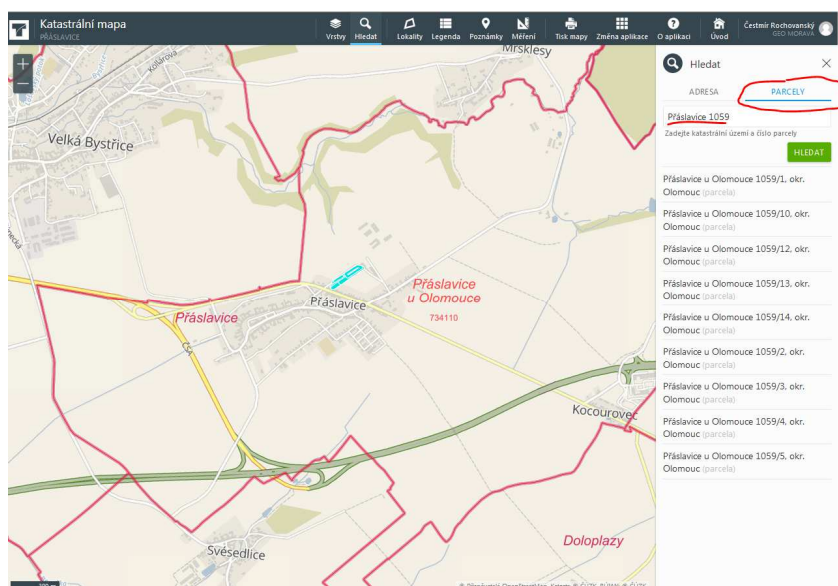 Katastrální mapa
PŘÁSLAVICE
Vrstvy
Hledat
Lokality
Legenda
Poznámky
Měření
Tisk mapy
Změna aplikace
O aplikaci
Úvod
Čestmír Rochovanský
GEO MORAVA
Hledat
ADRESA
PARCELY
Přáslavice 1059
Zadejte katastrální území a číslo parcely
HLEDAT
Přáslavice u Olomouce 1059/1, okr.
Olomouc (parcela)
Přáslavice u Olomouce 1059/10, okr.
Olomouc (parcela)
Přáslavice u Olomouce 1059/12, okr.
Olomouc (parcela)
Přáslavice u Olomouce 1059/13, okr.
Olomouc (parcela)
Přáslavice u Olomouce 1059/14, okr.
Olomouc (parcela)
Přáslavice u Olomouce 1059/2, okr.
Olomouc (parcela)
Přáslavice u Olomouce 1059/3, okr.
Olomouc (parcela)
Přáslavice u Olomouce 1059/4, okr.
Olomouc (parcela)
Přáslavice u Olomouce 1059/5, okr.
Olomouc (parcela)
Mrsklesy
Kollárova
Velká Bystřice
Přáslavice
u Olomouce
734110
Přáslavice
Přáslavice
ČSA
Kocourovec
Svésedlice
Doloplazy